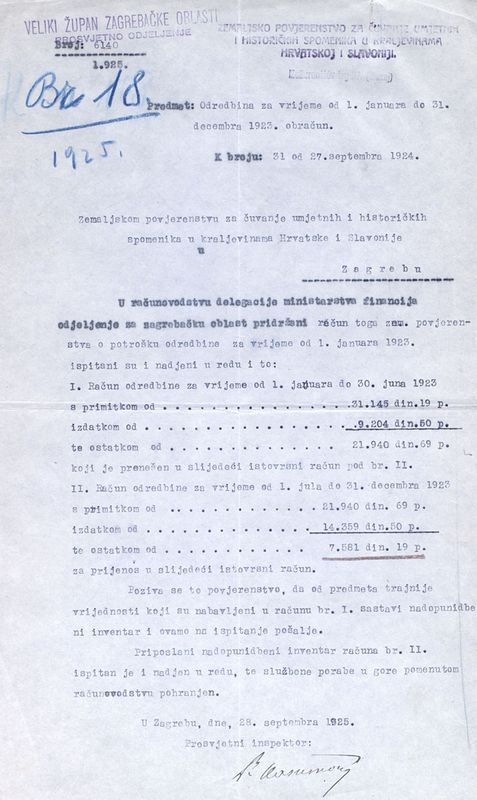 VELIKI ŽUPAN ZAGREBAČKE OBLASTI
PROSVJETNO ODJELJENJE
Broj: 6140
1.925.
ZEMALJSKO POVJERENSTVO ZA ČUVANJE UMJETNIH
I HISTORIČKIH SPOMENIKA U KRALJEVINAMA
HRVATSKOJ I SLAVONIJI.
Br 18.
1925.
Predmet: Odredbina za vrijeme od 1. januara do 31.
decembra 1923. obračun.
K broju: 31 od 27.septembra 1924.
Zemaljskom povjerenstvu za čuvanje umjetnih i historičkih
spomenika u kraljevinama Hrvatske i Slavonije
u
Zagrebu
U računovodstvu delegacije ministarstva financija
odjeljenje za zagrebačku oblast pridržani račun toga zem. povjeren-
stva o potročku odredbine za vrijeme od 1. januara 1923.
ispitani su i nadjeni u redu i to:
I. Račun odredbine za vrijeme od 1. januara do 30. juna 1923
s primitkom od . . . . . . . . . . . . . . . . 31.145 din.19 p.
izdatkom od . . . . . . . . . . . . . . . . . 9.204 din.50 p.
te ostatkom od . . . . . . . . . . . . . . . 21.940 din.69 p.
koji je prenešen u slijedeći istovrsni račun pod br. II.
II. Račun odredbine za vrijeme od 1. jula do 31. decembra 1923
s primitkom od . . . . . . . . . . . . . 21.940 din. 69 p.
izdatkom od . . . . . . . . . . . . . . 14.359 din.50 p.
te ostatkom od . . . . . . . . . . . . . 7.581 din. 19 p.
za prijenos u slijedeći istovrsni račun.
Poziva se to povjerenstvo, da od predmeta trajnije
vrijednosti koji su nabavljeni u računu br. I. sastavi nadopunidbe
ni inventar i ovamo na ispitanje pošalje.
Priposlani nadopunidbeni inventar računa br. II.
ispitan je i nadjen u redu, te službone porabe u gore pomenutom
računovodstvu pohranjen.
U Zagrebu, dne, 28. septembra 1925.
Prosvjetni inspektor: